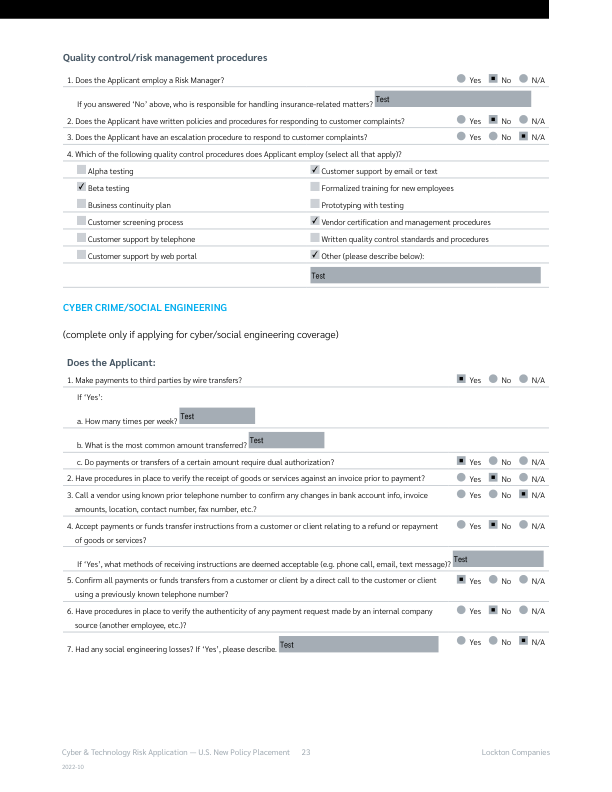 Quality control/risk management procedures
1. Does the Applicant employ a Risk Manager? Yes No N/A
If you answered ‘No’ above, who is responsible for handling insurance-related matters? Test
2. Does the Applicant have written policies and procedures for responding to customer complaints? Yes No N/A
3. Does the Applicant have an escalation procedure to respond to customer complaints? Yes No N/A
4. Which of the following quality control procedures does Applicant employ (select all that apply)?
Alpha testing ✓ Customer support by email or text
✓ Beta testing Formalized training for new employees
Business continuity plan Prototyping with testing
Customer screening process ✓ Vendor certification and management procedures
Customer support by telephone Written quality control standards and procedures
Customer support by web portal ✓ Other (please describe below):
Test
CYBER CRIME/SOCIAL ENGINEERING
(complete only if applying for cyber/social engineering coverage)
Does the Applicant:
1. Make payments to third parties by wire transfers? Yes No N/A
If ‘Yes’:
a. How many times per week? Test
b. What is the most common amount transferred? Test
c. Do payments or transfers of a certain amount require dual authorization? Yes No N/A
2. Have procedures in place to verify the receipt of goods or services against an invoice prior to payment? Yes No N/A
3. Call a vendor using known prior telephone number to confirm any changes in bank account info, invoice Yes No N/A
amounts, location, contact number, fax number, etc.?
4. Accept payments or funds transfer instructions from a customer or client relating to a refund or repayment Yes No N/A
of goods or services?
If ‘Yes’, what methods of receiving instructions are deemed acceptable (e.g. phone call, email, text message)? Test
5. Confirm all payments or funds transfers from a customer or client by a direct call to the customer or client Yes No N/A
using a previously known telephone number?
6. Have procedures in place to verify the authenticity of any payment request made by an internal company Yes No N/A
source (another employee, etc.)?
7. Had any social engineering losses? If ‘Yes’, please describe. Test Yes No N/A
Cyber & Technology Risk Application — U.S. New Policy Placement 23 Lockton Companies
2022-10